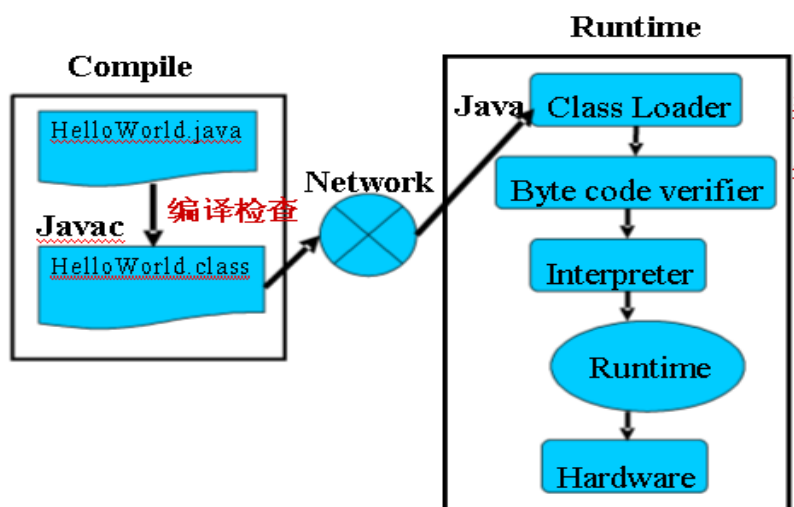 Compile
HelloWorld.java
编译检查
Javac
HelloWorld.class
Network
Runtime
Java
Class Loader
Byte code verifier
Interpreter
Runtime
Hardware